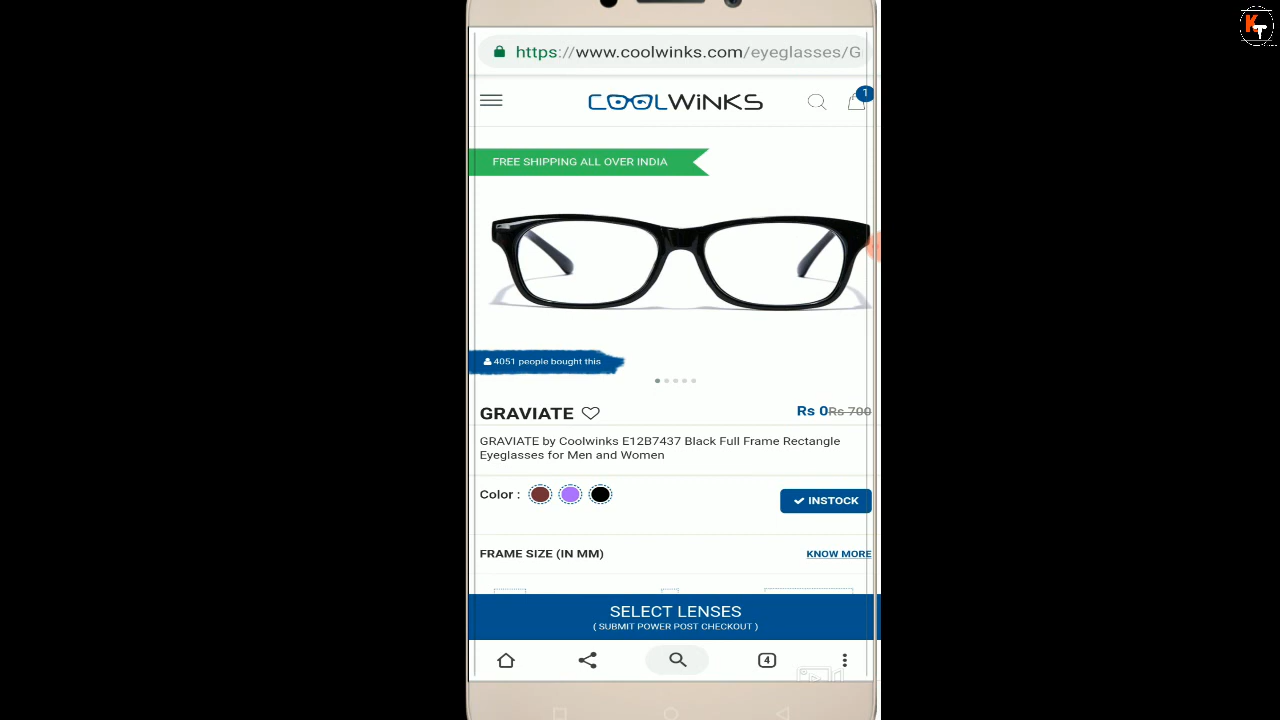 KT
https://www.coolwinks.com/eyeglasses/G
COOLWINKS
1
FREE SHIPPING ALL OVER INDIA
4051 people bought this
GRAVIATE
Rs 0 Rs 700
GRAVIATE by Coolwinks E12B7437 Black Full Frame Rectangle
Eyeglasses for Men and Women
Color :
INSTOCK
FRAME SIZE (IN MM)
KNOW MORE
SELECT LENSES
( SUBMIT POWER POST CHECKOUT )
4